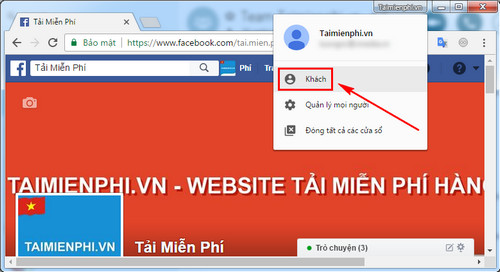 Taimienphi.vn
Tải Miễn Phí
Bảo mật
https://www.facebook.com/taimien.p
Taimienphi.vn
Tải Miễn Phí
Phí
Khách
Quản lý mọi người
Đóng tất cả các cửa sổ
TAIMIENPHI.VN - WEBSITE TẢI MIỄN PHÍ HÀNG
TAIMIENPHI.VN
Tải Miễn Phí
Trò chuyện (3)